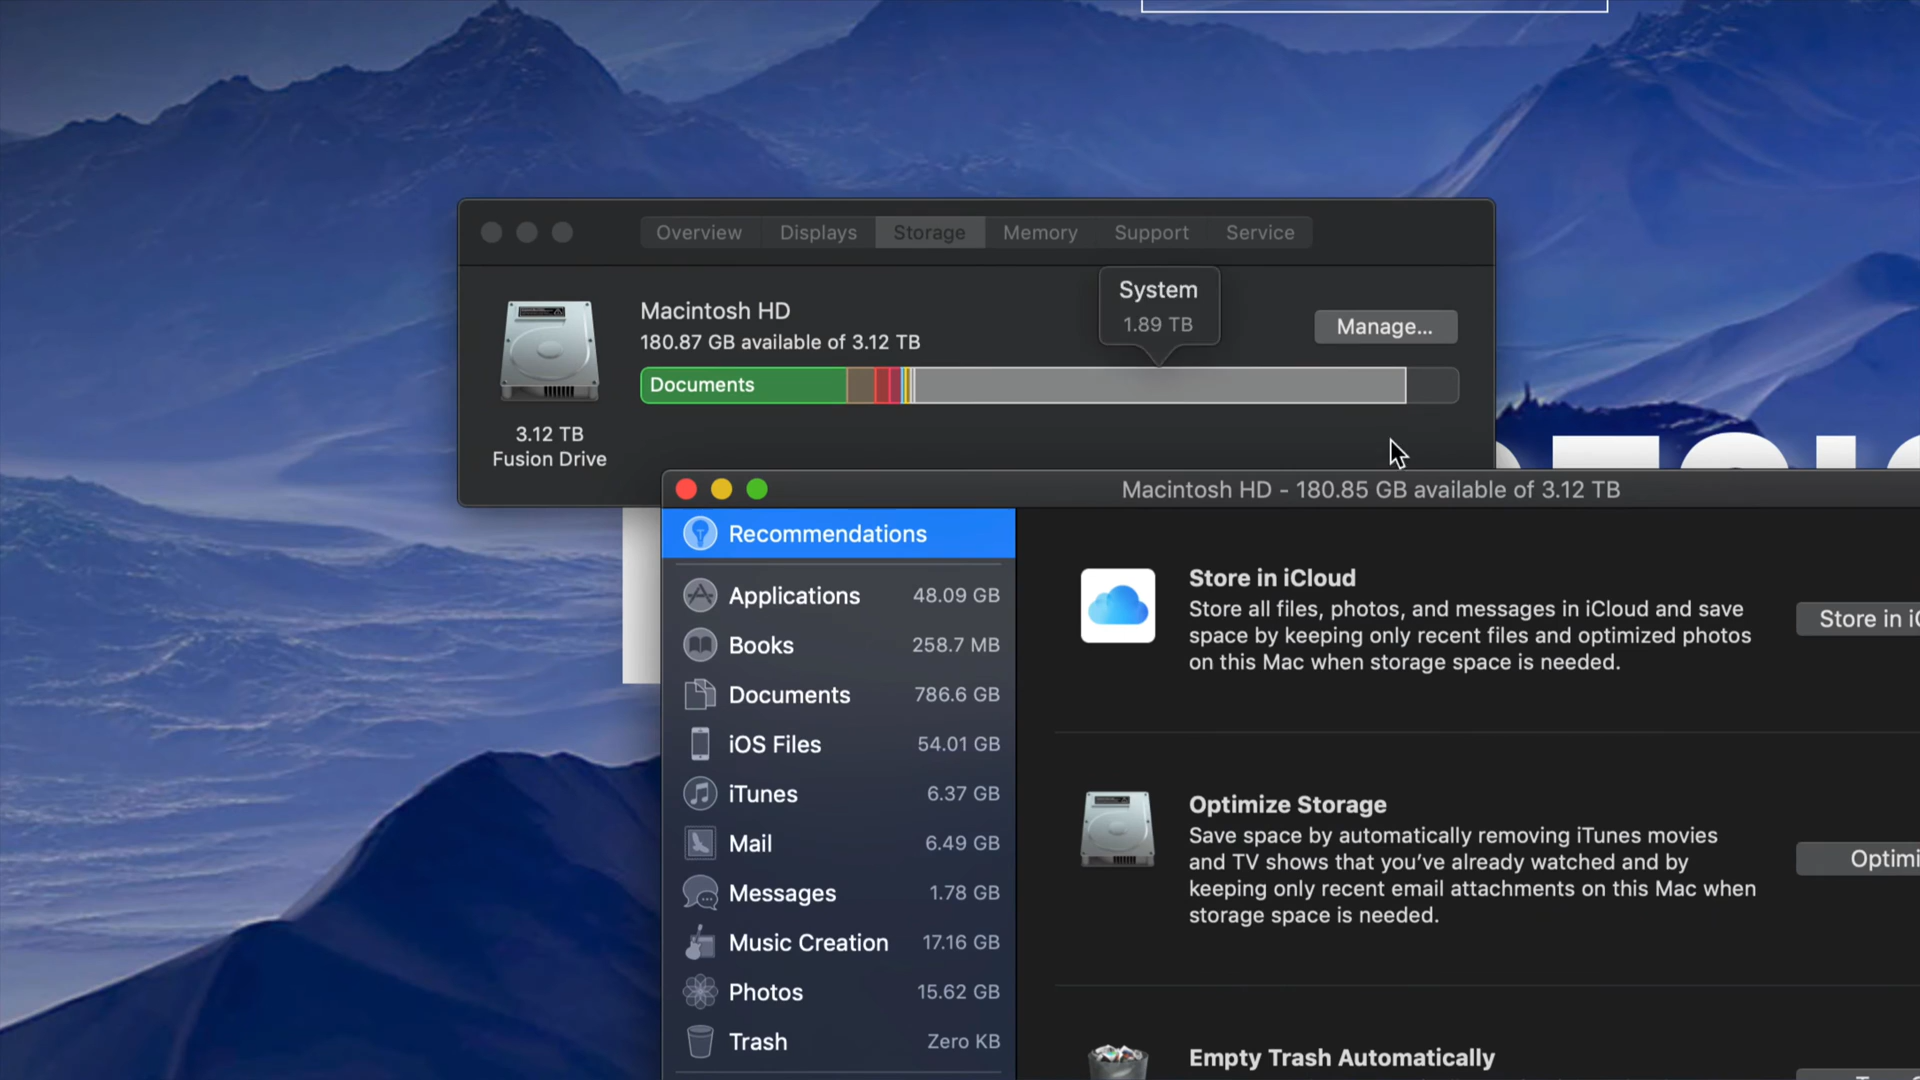 Overview Displays Storage Memory Support Service
System
1.89 TB
Macintosh HD
180.87 GB available of 3.12 TB
Manage...
Documents
3.12 TB
Fusion Drive
Macintosh HD - 180.85 GB available of 3.12 TB
Recommendations
Applications 48.09 GB
Books 258.7 MB
Documents 786.6 GB
iOS Files 54.01 GB
iTunes 6.37 GB
Mail 6.49 GB
Messages 1.78 GB
Music Creation 17.16 GB
Photos 15.62 GB
Trash Zero KB
Store in iCloud
Store all files, photos, and messages in iCloud and save
space by keeping only recent files and optimized photos
on this Mac when storage space is needed.
Store in iC
Optimize Storage
Save space by automatically removing iTunes movies
and TV shows that you’ve already watched and by
keeping only recent email attachments on this Mac when
storage space is needed.
Optimi
Empty Trash Automatically